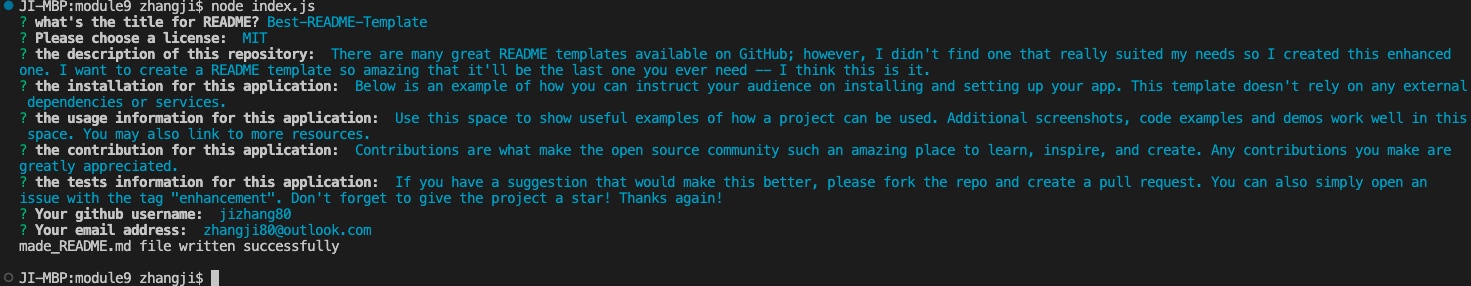 JI-MBP:module9 zhangji$ node index.js
? what's the title for README? Best-README-Template
? Please choose a license: MIT
? the description of this repository: There are many great README templates available on GitHub; however, I didn't find one that really suited my needs so I created this enhanced
one. I want to create a README template so amazing that it'll be the last one you ever need -- I think this is it.
? the installation for this application: Below is an example of how you can instruct your audience on installing and setting up your app. This template doesn't rely on any external
dependencies or services.
? the usage information for this application: Use this space to show useful examples of how a project can be used. Additional screenshots, code examples and demos work well in this
space. You may also link to more resources.
? the contribution for this application: Contributions are what make the open source community such an amazing place to learn, inspire, and create. Any contributions you make are
greatly appreciated.
? the tests information for this application: If you have a suggestion that would make this better, please fork the repo and create a pull request. You can also simply open an
issue with the tag "enhancement". Don't forget to give the project a star! Thanks again!
? Your github username: jizhang80
? Your email address: zhangji80@outlook.com
made_README.md file written successfully
JI-MBP:module9 zhangji$